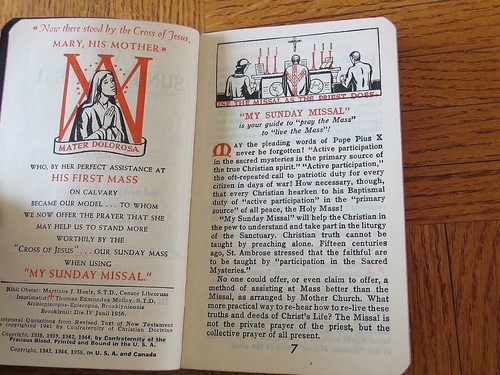 «Now there stood by the Cross of Jesus,
MARY, HIS MOTHER»
M
MATER DOLOROSA
WHO, BY HER PERFECT ASSISTANCE AT
HIS FIRST MASS
ON CALVARY
BECAME OUR MODEL . . . TO WHOM
WE NOW OFFER THE PRAYER THAT SHE
MAY HELP US TO STAND MORE
WORTHILY BY THE
"CROSS OF JESUS" . . . OUR SUNDAY MASS
WHEN USING
"MY SUNDAY MISSAL."
Nihil Obstat: Martinus J. Healy, S.T.D., Censor Librorum
Imprimatur: Thomas Edmundus Molloy, S.T.D.,
Archiepiscopus-Episcopus, Brooklyniensis
Brooklynii: Die IV Junii 1956.
Scriptural Quotations from Revised Text of New Testament
copyrighted 1941 by Confraternity of Christian Doctrine
Copyright, 1938, 1939, 1942, 1944, by Confraternity of the
Precious Blood. Printed and Bound in the U. S. A.
Copyright, 1942, 1944, 1956, in U. S. A. and Canada
USE THE MISSAL AS THE PRIEST DOES.
"MY SUNDAY MISSAL"
is your guide to "pray the Mass"
to "live the Mass"!
MAY the pleading words of Pope Pius X
never be forgotten! "Active participation
in the sacred mysteries is the primary source of
the true Christian spirit." "Active participation,"
the oft-repeated call to patriotic duty for every
citizen in days of war! How necessary, though,
that every Christian hearken to his Baptismal
duty of "active participation" in the "primary
source" of all peace, the Holy Mass!
"My Sunday Missal" will help the Christian in
the pew to understand and take part in the liturgy
of the Sanctuary. Christian truth cannot be
taught by preaching alone. Fifteen centuries
ago, St. Ambrose stressed that the faithful are
to be taught by "participation in the Sacred
Mysteries."
No one could offer, or even claim to offer, a
method of assisting at Mass better than the
Missal, as arranged by Mother Church. What
more practical way to re-hear how to re-live these
truths and deeds of Christ's Life? The Missal is
not the private prayer of the priest, but the
collective prayer of all present.
7